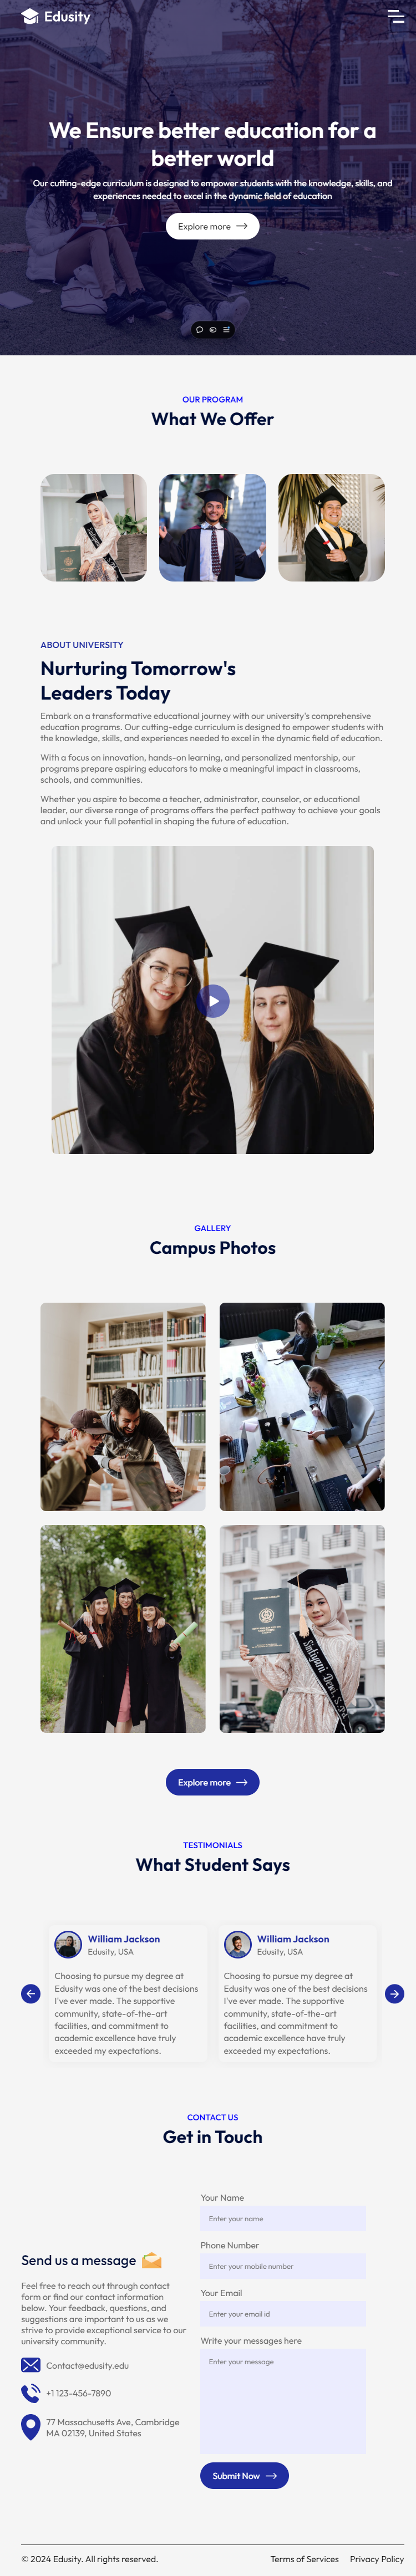 Edusity
We Ensure better education for a
better world
Our cutting-edge curriculum is designed to empower students with the knowledge, skills, and
experiences needed to excel in the dynamic field of education
Explore more
OUR PROGRAM
What We Offer
ABOUT UNIVERSITY
Nurturing Tomorrow's
Leaders Today
Embark on a transformative educational journey with our university's comprehensive
education programs. Our cutting-edge curriculum is designed to empower students with
the knowledge, skills, and experiences needed to excel in the dynamic field of education.
With a focus on innovation, hands-on learning, and personalized mentorship, our
programs prepare aspiring educators to make a meaningful impact in classrooms,
schools, and communities.
Whether you aspire to become a teacher, administrator, counselor, or educational
leader, our diverse range of programs offers the perfect pathway to achieve your goals
and unlock your full potential in shaping the future of education.
GALLERY
Campus Photos
Explore more
TESTIMONIALS
What Student Says
William Jackson
Edusity, USA
Choosing to pursue my degree at
Edusity was one of the best decisions
I've ever made. The supportive
community, state-of-the-art
facilities, and commitment to
academic excellence have truly
exceeded my expectations.
William Jackson
Edusity, USA
Choosing to pursue my degree at
Edusity was one of the best decisions
I've ever made. The supportive
community, state-of-the-art
facilities, and commitment to
academic excellence have truly
exceeded my expectations.
CONTACT US
Get in Touch
Send us a message
Feel free to reach out through contact
form or find our contact information
below. Your feedback, questions, and
suggestions are important to us as we
strive to provide exceptional service to our
university community.
Contact@edusity.edu
+1 123-456-7890
77 Massachusetts Ave, Cambridge
MA 02139, United States
Your Name
Enter your name
Phone Number
Enter your mobile number
Your Email
Enter your email id
Write your messages here
Enter your message
Submit Now
© 2024 Edusity. All rights reserved.
Terms of Services
Privacy Policy